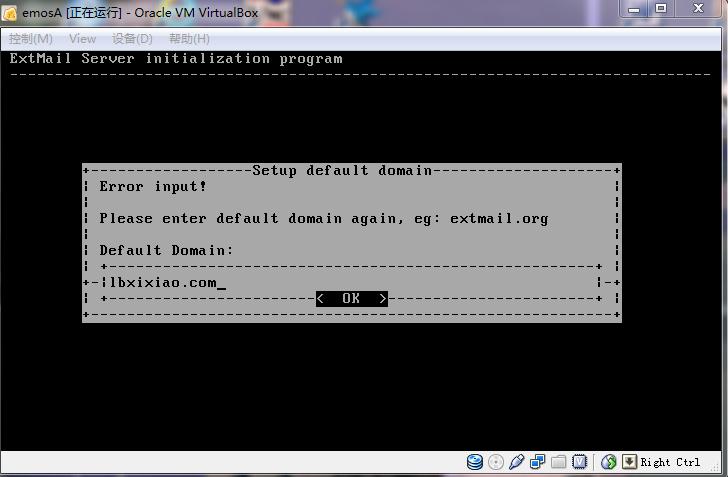 emosA [正在运行] - Oracle VM VirtualBox
控制(M) View 设备(D) 帮助(H)
ExtMail Server initialization program
Setup default domain
Error input!
Please enter default domain again, eg: extmail.org
Default Domain:
lbxixiao.com_
< OK >
Right Ctrl